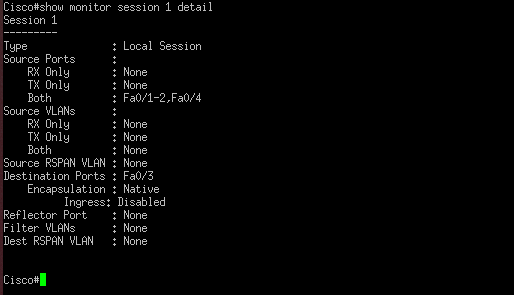 Cisco#show monitor session 1 detail
Session 1
---------
Type              : Local Session
Source Ports      :
    RX Only       : None
    TX Only       : None
    Both          : Fa0/1-2,Fa0/4
Source VLANs      :
    RX Only       : None
    TX Only       : None
    Both          : None
Source RSPAN VLAN : None
Destination Ports : Fa0/3
    Encapsulation : Native
          Ingress: Disabled
Reflector Port    : None
Filter VLANs      : None
Dest RSPAN VLAN   : None
Cisco#